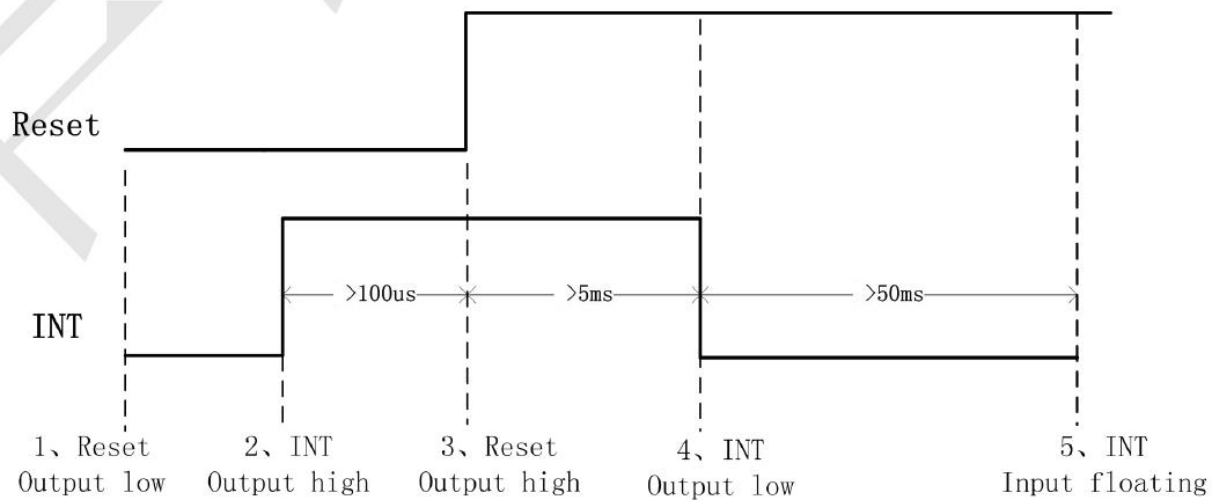 Reset
>100us
>5ms
>50ms
INT
1、Reset
Output low
2、INT
Output high
3、Reset
Output high
4、INT
Output low
5、INT
Input floating